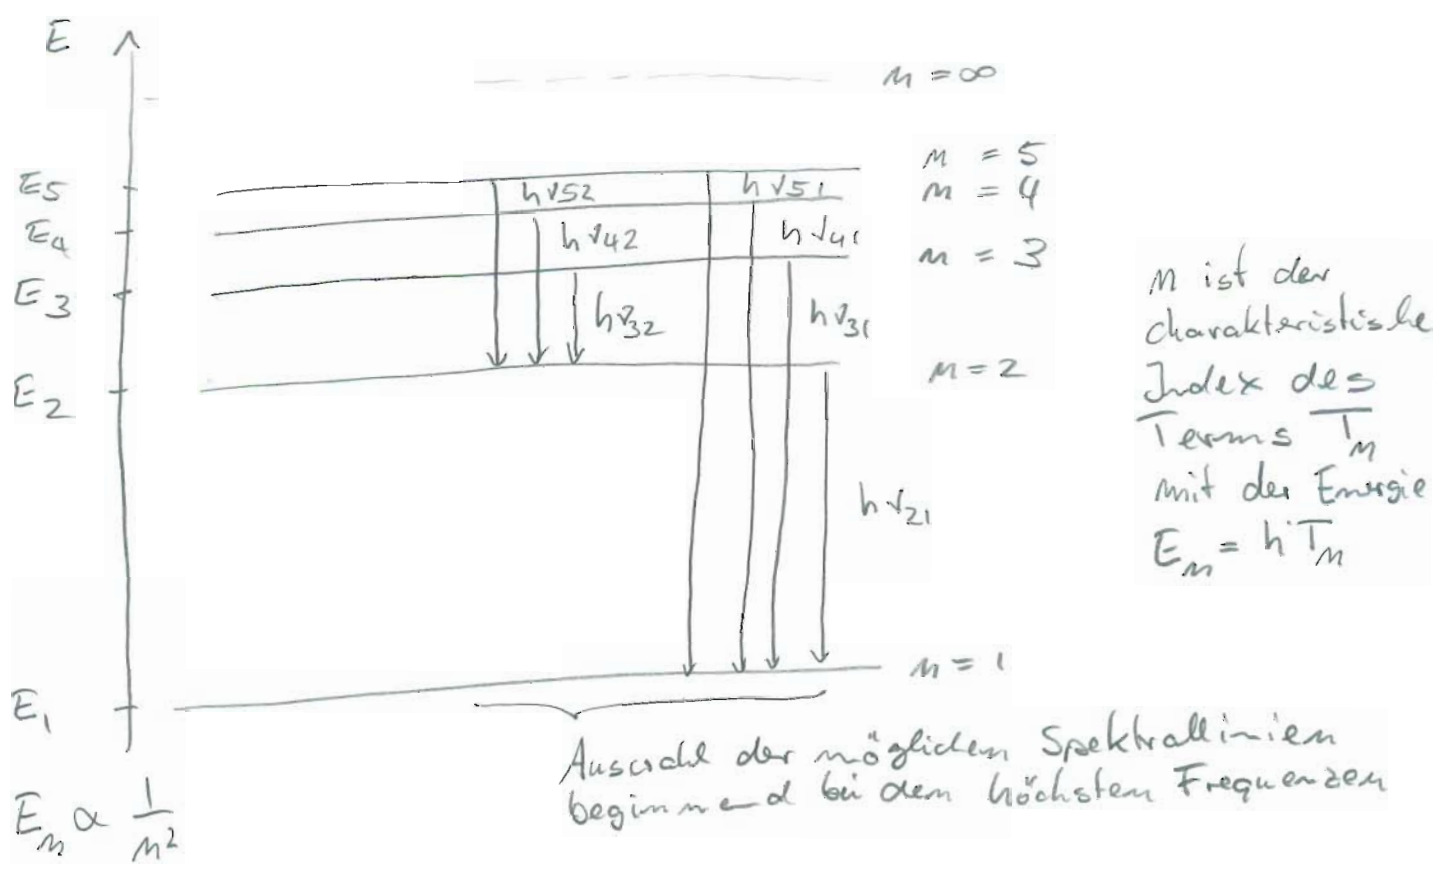 E
n = ∞
E5
n = 5
hν52
hν51
n = 4
E4
hν42
hν41
n = 3
E3
hν32
hν31
n = 2
E2
n ist der
charakteristische
Index des
Terms Tn
mit der Energie
En = h Tn
hν21
n = 1
E1
Auswahl der möglichen Spektrallinien
beginnend bei den höchsten Frequenzen
En ∝ 1/n²